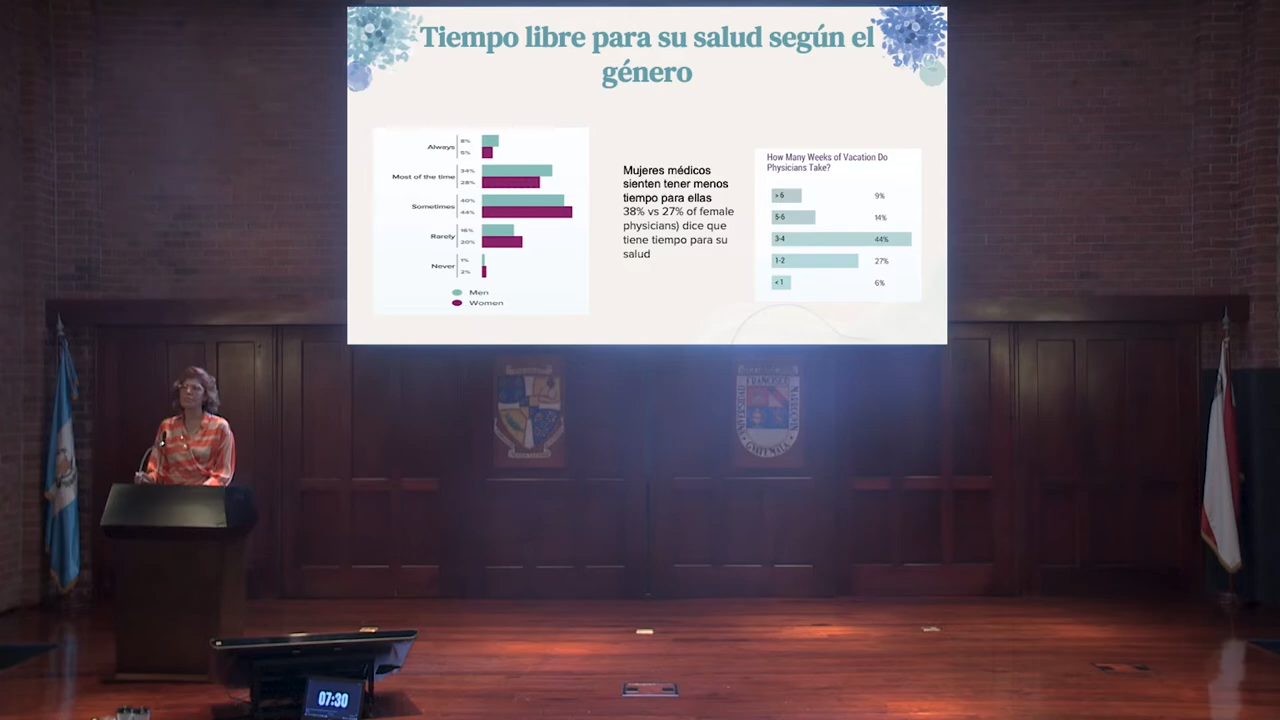 Tiempo libre para su salud según el
género
Always
8%
5%
Most of the time
34%
28%
Sometimes
40%
44%
Rarely
16%
20%
Never
1%
2%
Men
Women
Mujeres médicos
sienten tener menos
tiempo para ellas
38% vs 27% of female
physicians) dice que
tiene tiempo para su
salud
How Many Weeks of Vacation Do
Physicians Take?
>6 9%
5-6 14%
3-4 44%
1-2 27%
<1 6%
FRANCISCO
07:30